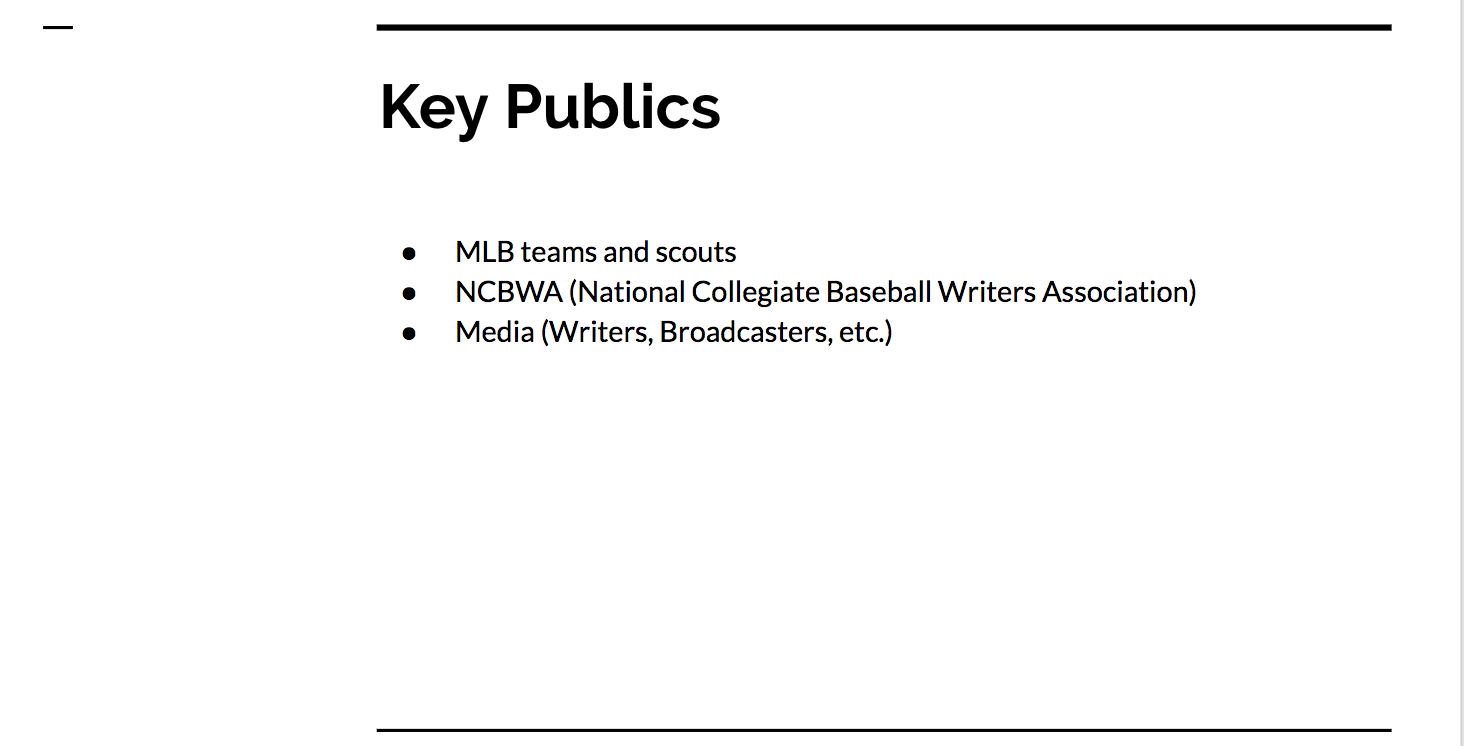 Key Publics
● MLB teams and scouts
● NCBWA (National Collegiate Baseball Writers Association)
● Media (Writers, Broadcasters, etc.)